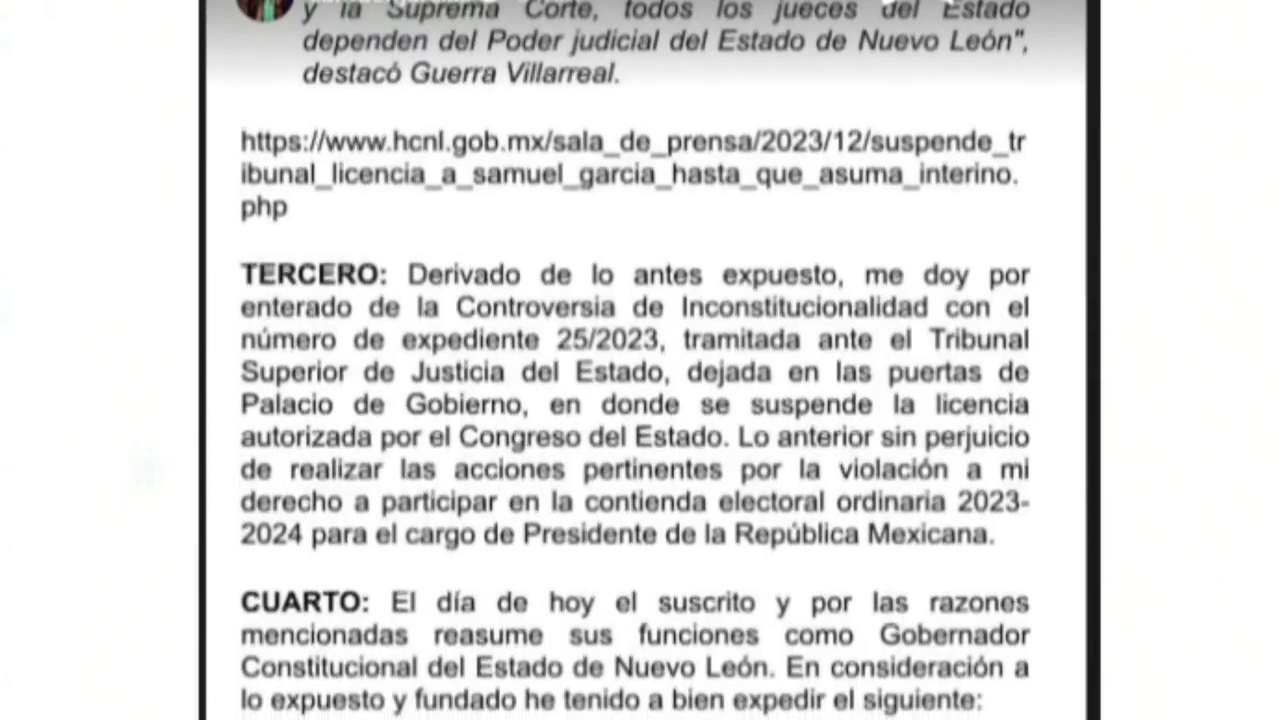 y la Suprema Corte, todos los jueces del Estado
dependen del Poder judicial del Estado de Nuevo León",
destacó Guerra Villarreal.
https://www.hcnl.gob.mx/sala_de_prensa/2023/12/suspende_tr
ibunal_licencia_a_samuel_garcia_hasta_que_asuma_interino.
php
TERCERO: Derivado de lo antes expuesto, me doy por
enterado de la Controversia de Inconstitucionalidad con el
número de expediente 25/2023, tramitada ante el Tribunal
Superior de Justicia del Estado, dejada en las puertas de
Palacio de Gobierno, en donde se suspende la licencia
autorizada por el Congreso del Estado. Lo anterior sin perjuicio
de realizar las acciones pertinentes por la violación a mi
derecho a participar en la contienda electoral ordinaria 2023-
2024 para el cargo de Presidente de la República Mexicana.
CUARTO: El día de hoy el suscrito y por las razones
mencionadas reasume sus funciones como Gobernador
Constitucional del Estado de Nuevo León. En consideración a
lo expuesto y fundado he tenido a bien expedir el siguiente: